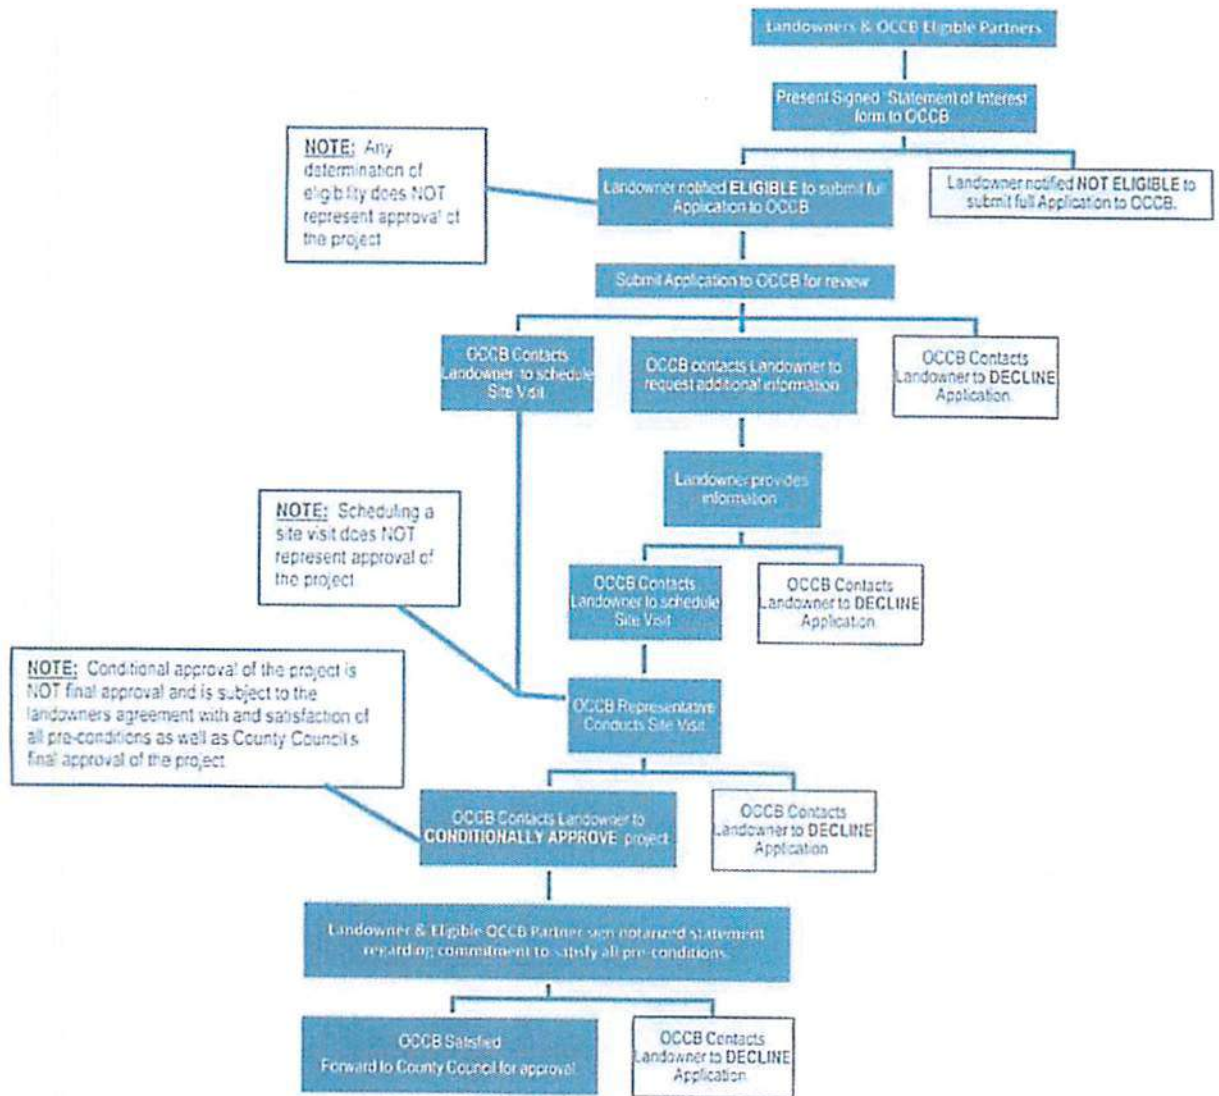 Landowners & OCCB Eligible Partners
Present Signed Statement of Interest
form to OCCB
NOTE: Any
determination of
eligibility does NOT
represent approval of
the project
Landowner notified ELIGIBLE to submit full
Application to OCCB
Landowner notified NOT ELIGIBLE to
submit full Application to OCCB.
Submit Application to OCCB for review
OCCB Contacts
Landowner to schedule
Site Visit
OCCB contacts Landowner to
request additional information
OCCB Contacts
Landowner to DECLINE
Application.
Landowner provides
information
NOTE: Scheduling a
site visit does NOT
represent approval of
the project
OCCB Contacts
Landowner to schedule
Site Visit
OCCB Contacts
Landowner to DECLINE
Application.
NOTE: Conditional approval of the project is
NOT final approval and is subject to the
landowners agreement with and satisfaction of
all pre-conditions as well as County Council's
final approval of the project
OCCB Representative
Conducts Site Visit
OCCB Contacts Landowner to
CONDITIONALLY APPROVE project
OCCB Contacts
Landowner to DECLINE
Application
Landowner & Eligible OCCB Partner sign notarized statement
regarding commitment to satisfy all pre-conditions.
OCCB Satisfied
Forward to County Council for approval.
OCCB Contacts
Landowner to DECLINE
Application.